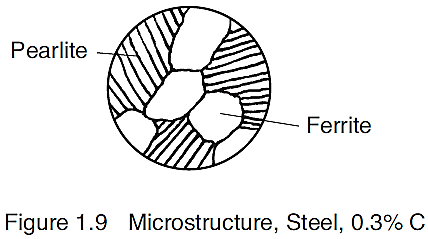 Pearlite
Ferrite
Figure 1.9 Microstructure, Steel, 0.3% C